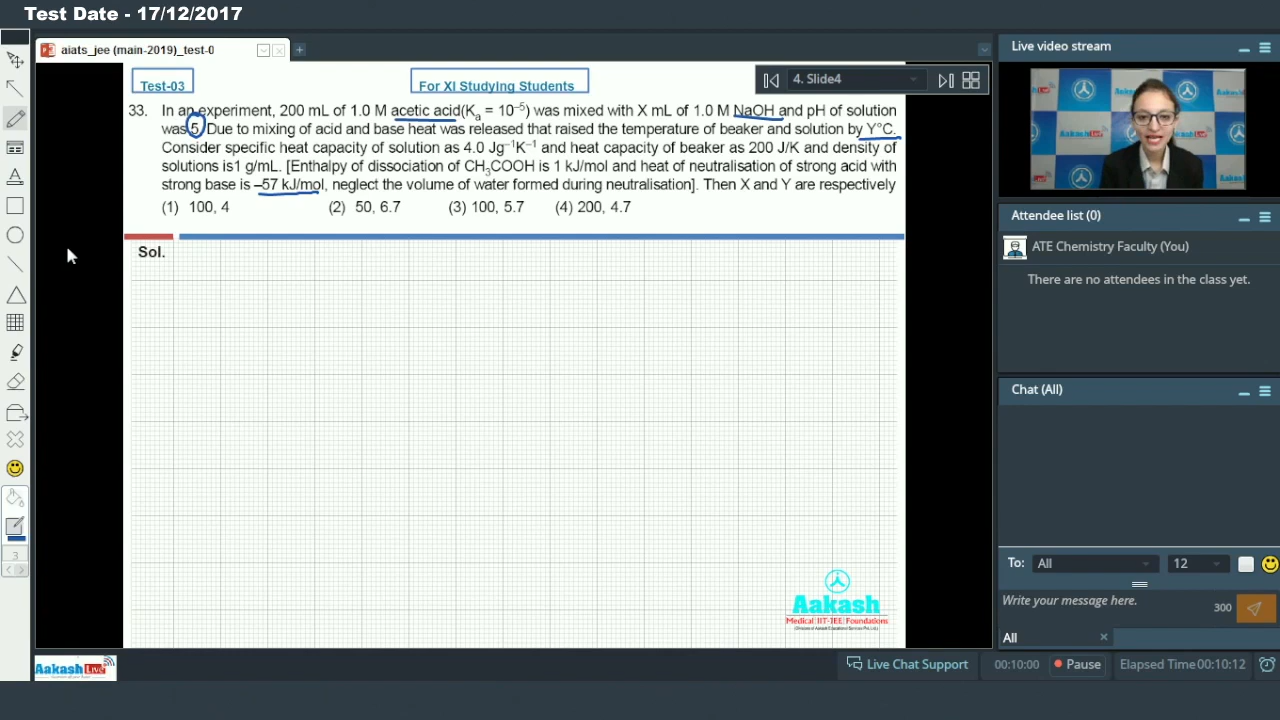 Test Date - 17/12/2017
aiats_jee (main-2019)_test-0
Live video stream
Test-03
For XI Studying Students
4. Slide4
33. In an experiment, 200 mL of 1.0 M acetic acid(Ka = 10⁻⁵) was mixed with X mL of 1.0 M NaOH and pH of solution
was 5. Due to mixing of acid and base heat was released that raised the temperature of beaker and solution by Y°C.
Consider specific heat capacity of solution as 4.0 Jg⁻¹K⁻¹ and heat capacity of beaker as 200 J/K and density of
solutions is1 g/mL. [Enthalpy of dissociation of CH₃COOH is 1 kJ/mol and heat of neutralisation of strong acid with
strong base is –57 kJ/mol, neglect the volume of water formed during neutralisation]. Then X and Y are respectively
(1) 100, 4 (2) 50, 6.7 (3) 100, 5.7 (4) 200, 4.7
Sol.
Attendee list (0)
ATE Chemistry Faculty (You)
There are no attendees in the class yet.
Chat (All)
To: All 12
Write your message here. 300
All
3
Aakash
Medical|IIT-JEE|Foundations
Aakash Live
Live Chat Support 00:10:00 Pause Elapsed Time 00:10:12